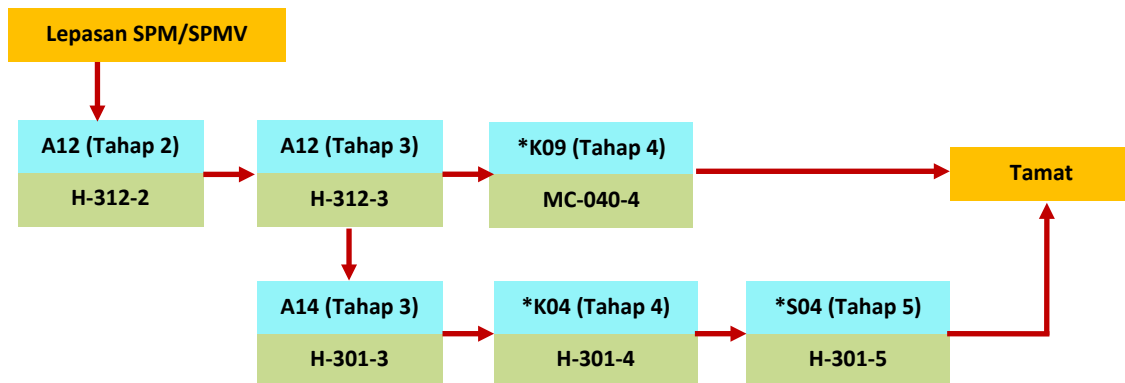 Lepasan SPM/SPMV
A12 (Tahap 2)
H-312-2
A12 (Tahap 3)
H-312-3
*K09 (Tahap 4)
MC-040-4
Tamat
A14 (Tahap 3)
H-301-3
*K04 (Tahap 4)
H-301-4
*S04 (Tahap 5)
H-301-5